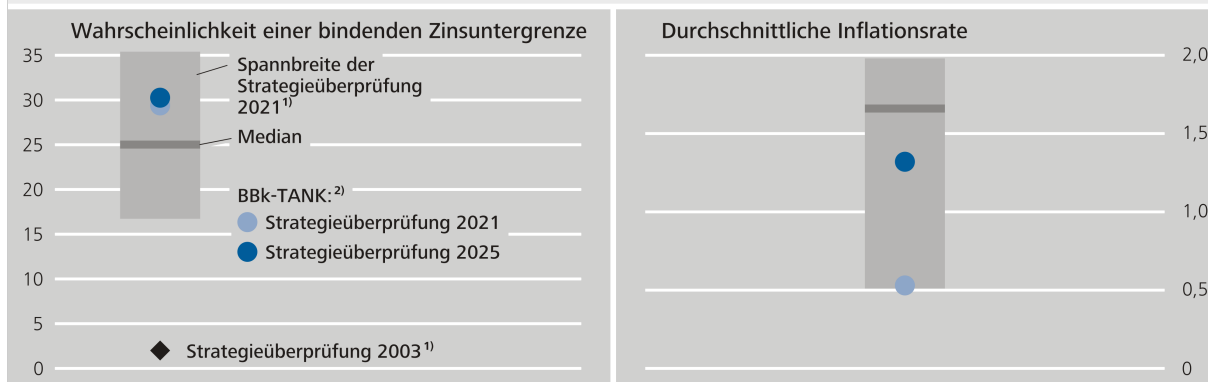 Wahrscheinlichkeit einer bindenden Zinsuntergrenze
35
30
25
20
15
10
5
0
Spannbreite der
Strategieüberprüfung
2021¹⁾
Median
BBk-TANK:²⁾
Strategieüberprüfung 2021
Strategieüberprüfung 2025
Strategieüberprüfung 2003¹⁾
Durchschnittliche Inflationsrate
2,0
1,5
1,0
0,5
0